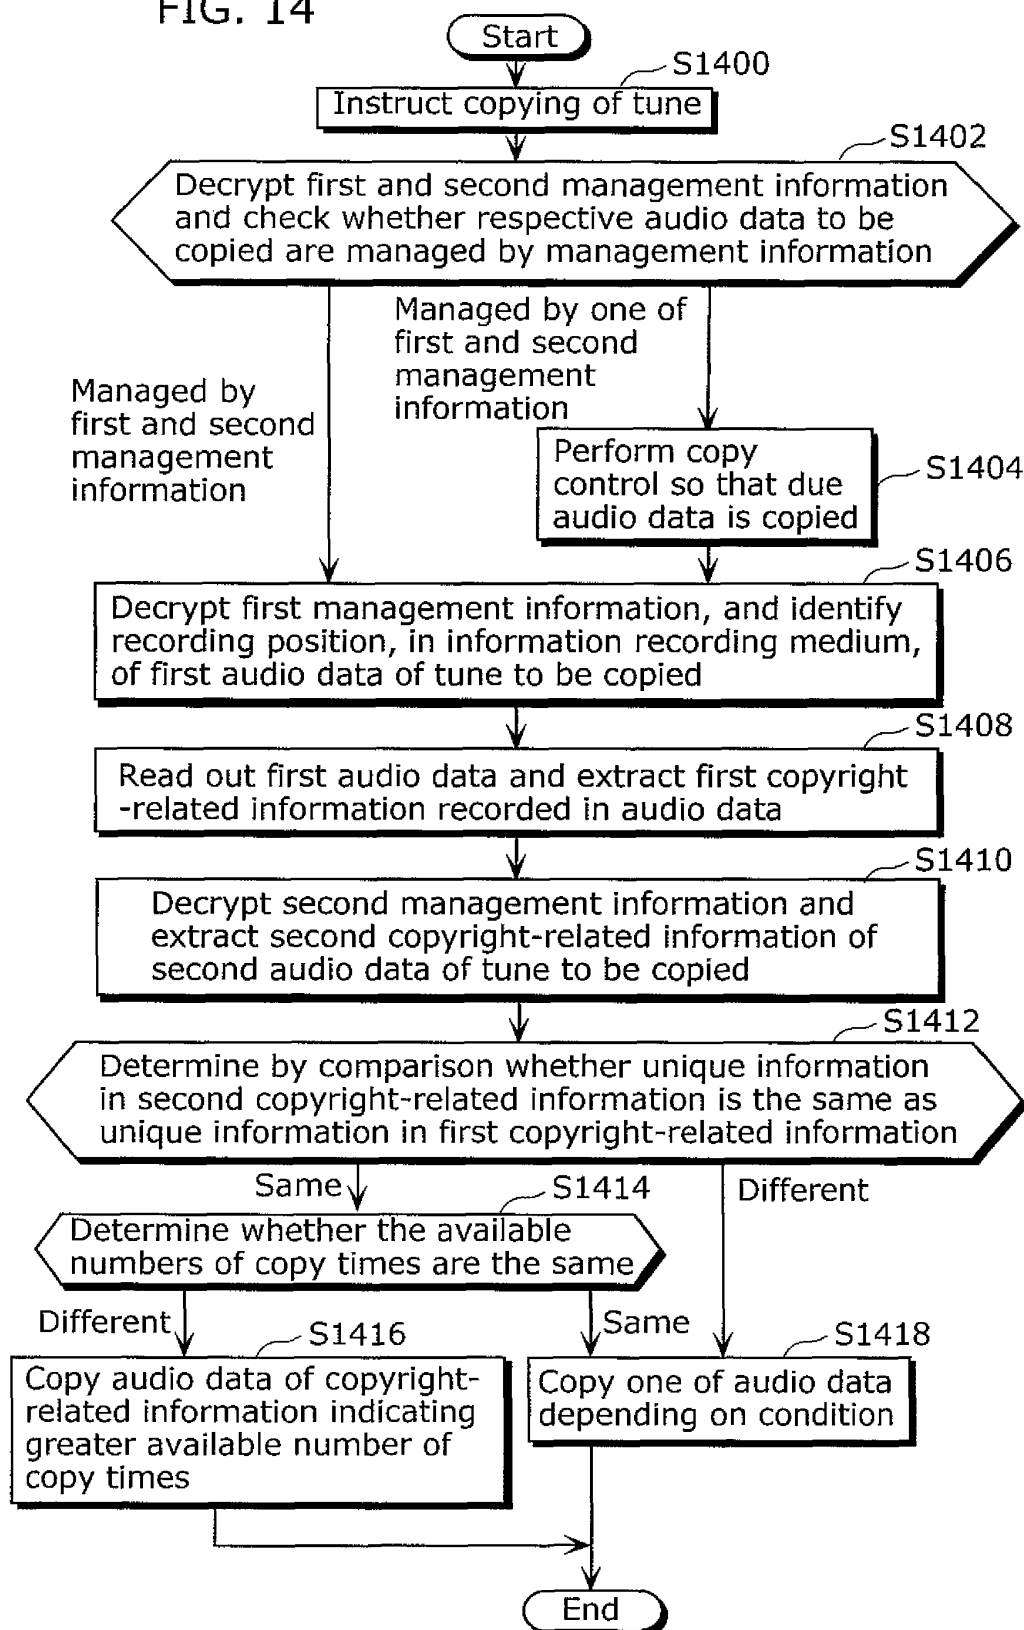 FIG. 14
Start
S1400
Instruct copying of tune
S1402
Decrypt first and second management information
and check whether respective audio data to be
copied are managed by management information
Managed by one of
first and second
management
information
Managed by
first and second
management
information
Perform copy
control so that due
audio data is copied
S1404
S1406
Decrypt first management information, and identify
recording position, in information recording medium,
of first audio data of tune to be copied
S1408
Read out first audio data and extract first copyright
-related information recorded in audio data
S1410
Decrypt second management information and
extract second copyright-related information of
second audio data of tune to be copied
S1412
Determine by comparison whether unique information
in second copyright-related information is the same as
unique information in first copyright-related information
Same
S1414
Different
Determine whether the available
numbers of copy times are the same
Different
S1416
Same
S1418
Copy audio data of copyright-
related information indicating
greater available number of
copy times
Copy one of audio data
depending on condition
End